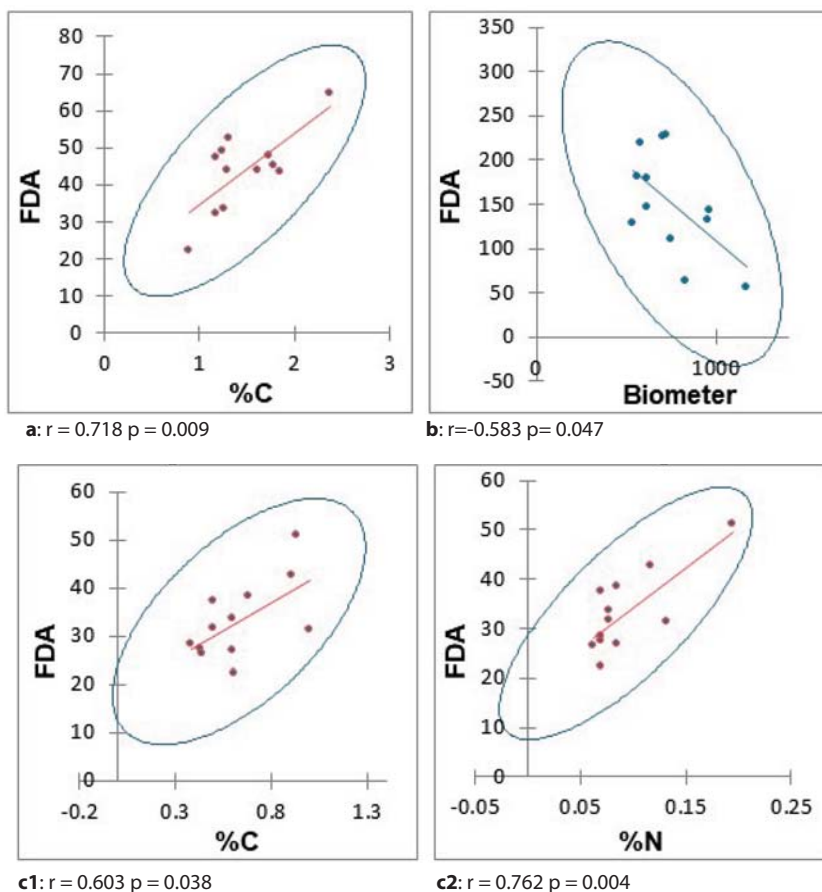 80
70
60
50
40
30
20
10
0
FDA
0 1 2 3
%C
a: r = 0.718 p = 0.009
350
300
250
200
150
100
50
0
-50
FDA
0 1000
Biometer
b: r=-0.583 p= 0.047
60
50
40
30
20
10
0
FDA
-0.2 0.3 0.8 1.3
%C
c1: r = 0.603 p = 0.038
60
50
40
30
20
10
0
FDA
-0.05 0.05 0.15 0.25
%N
c2: r = 0.762 p = 0.004